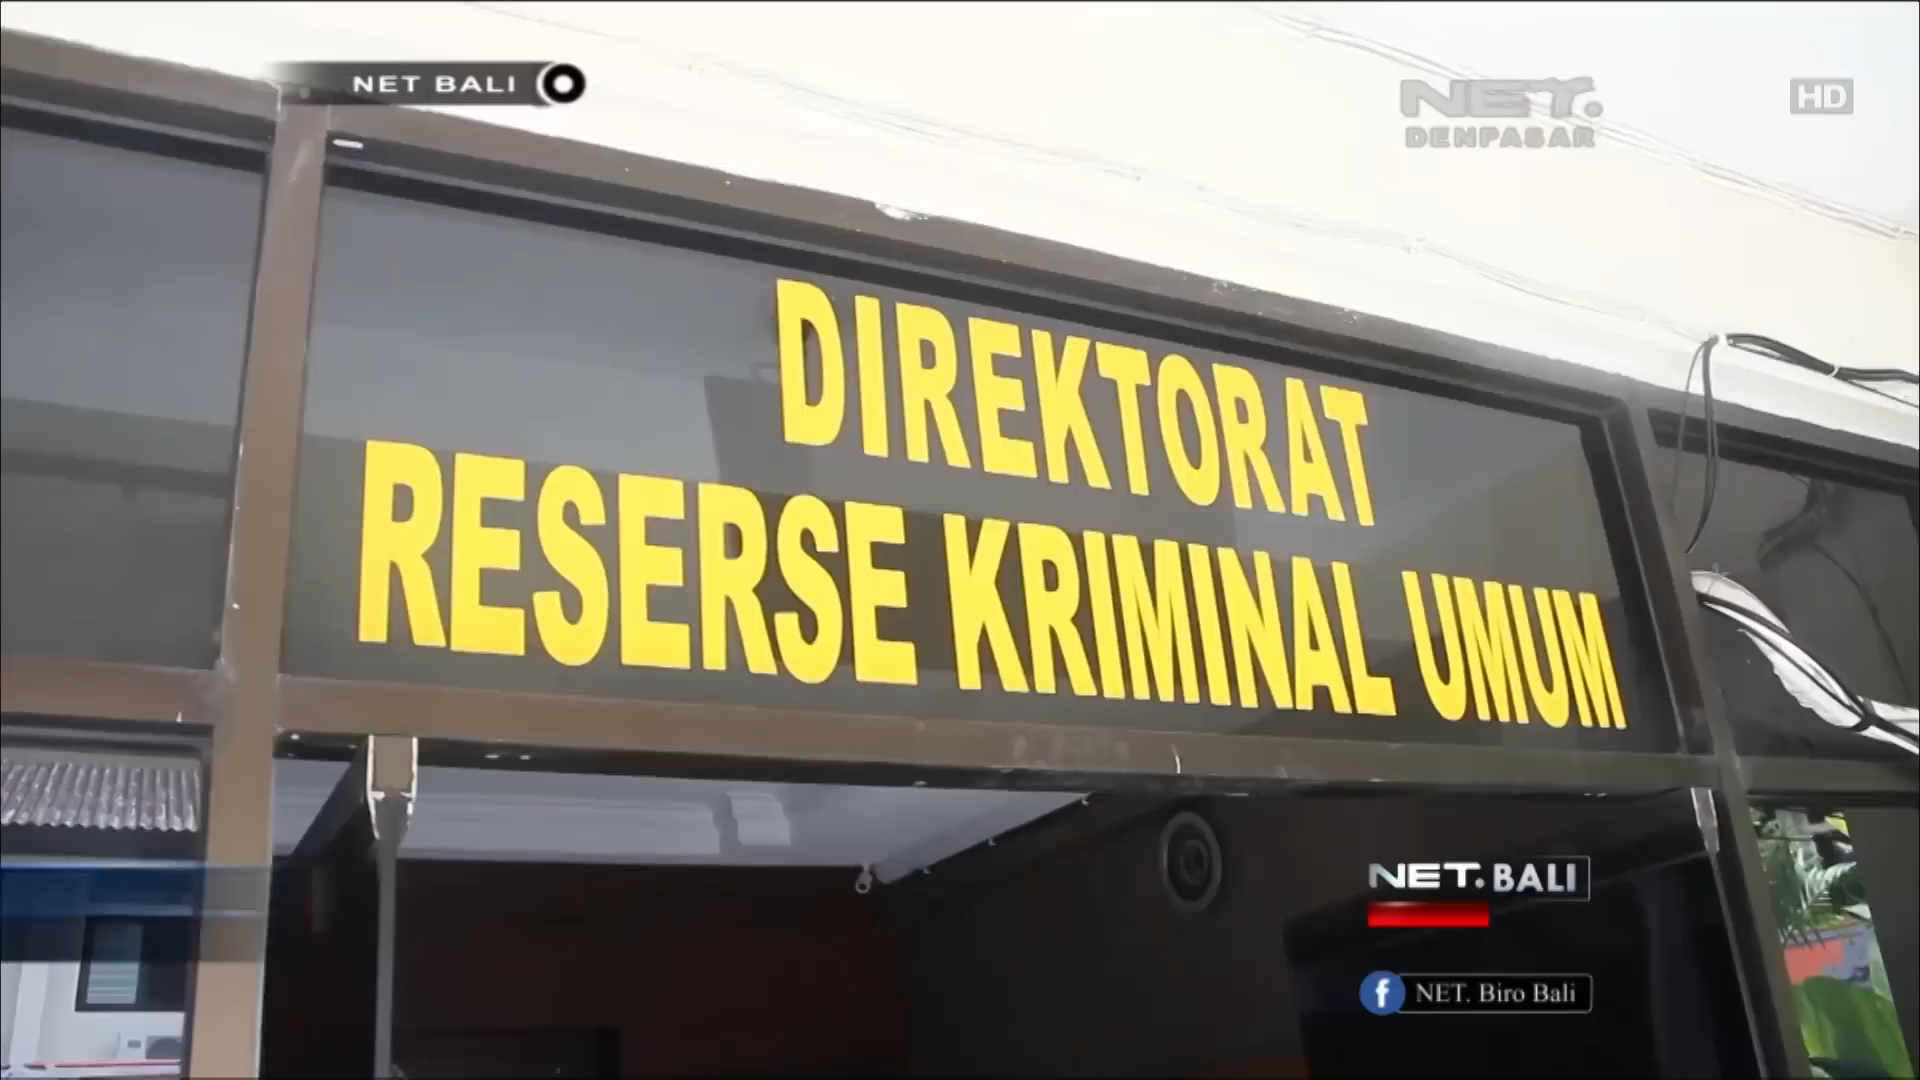 NET BALI
NET.
DENPASAR
HD
DIREKTORAT
RESERSE KRIMINAL UMUM
NET. BALI
f NET. Biro Bali